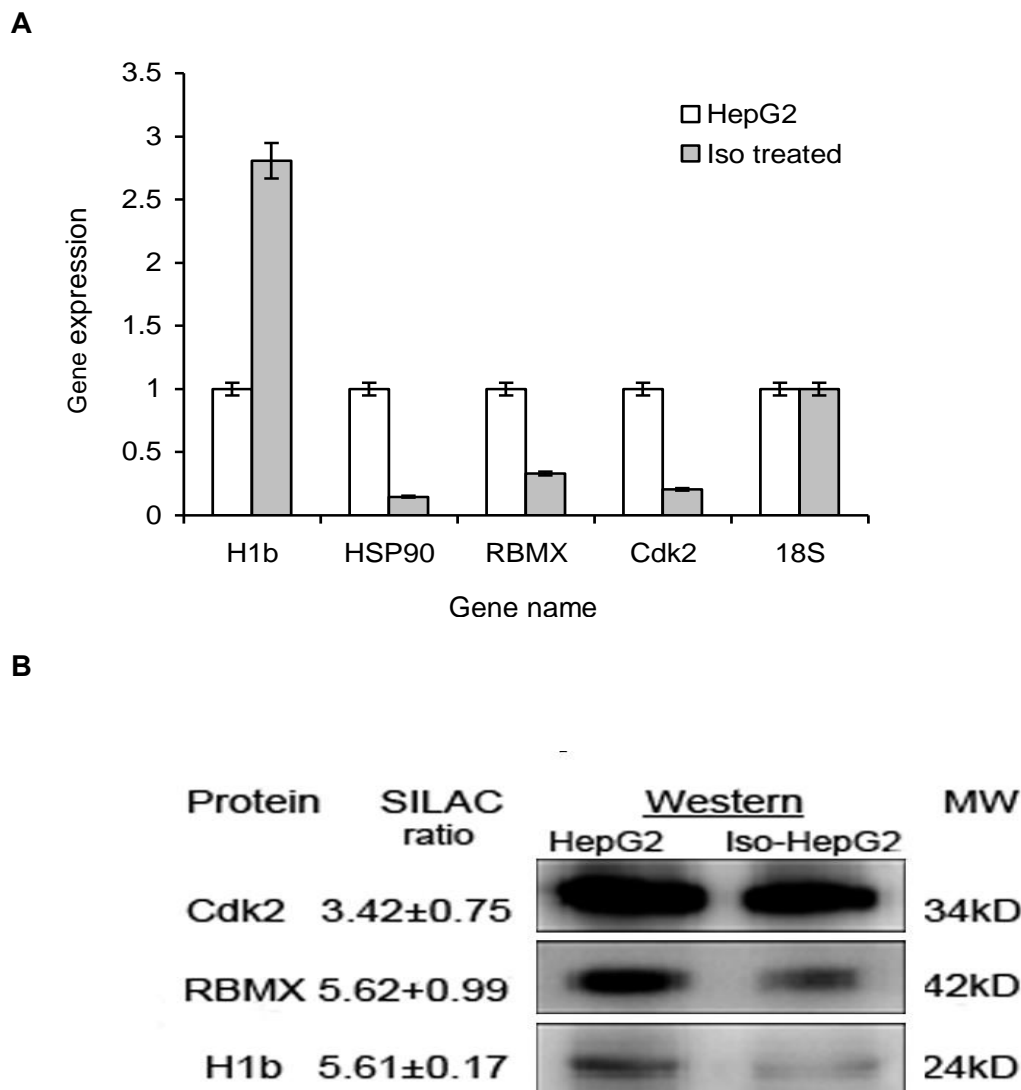 A
3.5
3
2.5
2
1.5
1
0.5
0
Gene expression
HepG2
Iso treated
H1b HSP90 RBMX Cdk2 18S
Gene name
B
Protein SILAC ratio Western MW
HepG2 Iso-HepG2
Cdk2 3.42±0.75 34kD
RBMX 5.62+0.99 42kD
H1b 5.61±0.17 24kD